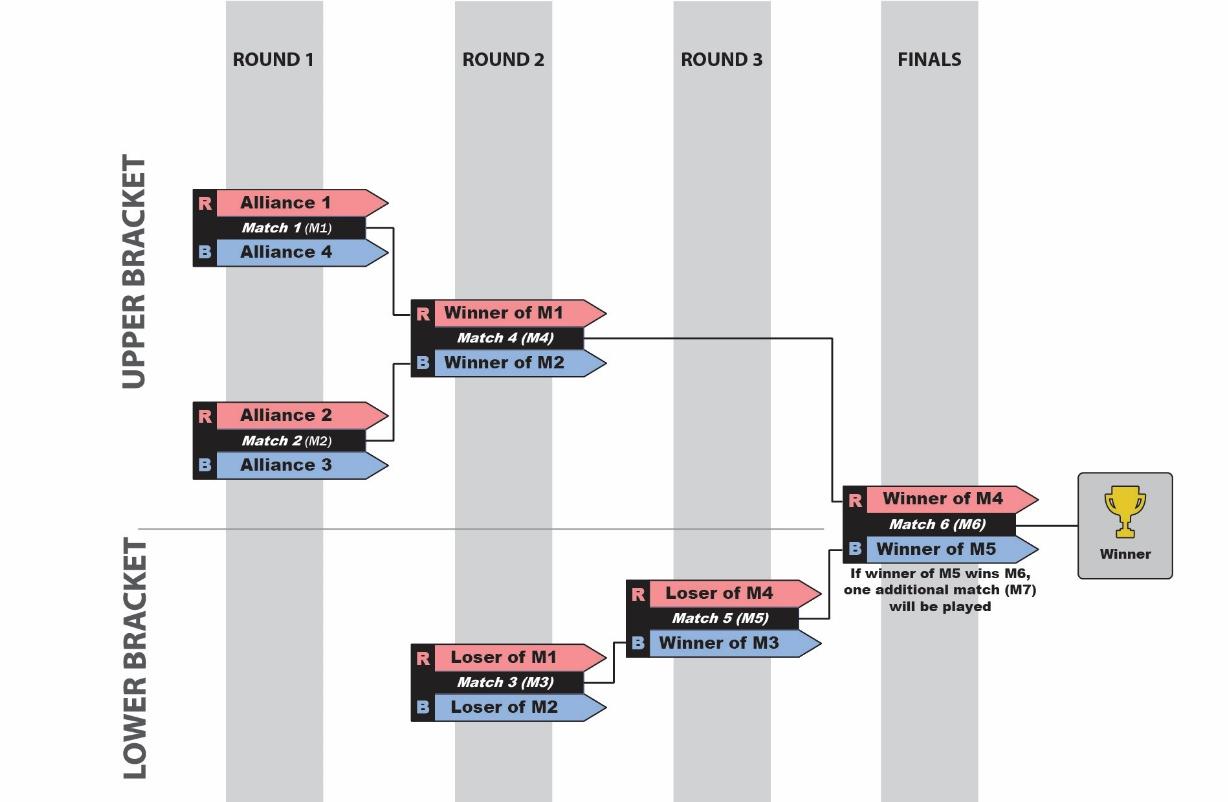 ROUND 1
ROUND 2
ROUND 3
FINALS
UPPER BRACKET
R Alliance 1
Match 1 (M1)
B Alliance 4
R Winner of M1
Match 4 (M4)
B Winner of M2
R Alliance 2
Match 2 (M2)
B Alliance 3
R Winner of M4
Match 6 (M6)
B Winner of M5
If winner of M5 wins M6,
one additional match (M7)
will be played
Winner
LOWER BRACKET
R Loser of M4
Match 5 (M5)
B Winner of M3
R Loser of M1
Match 3 (M3)
B Loser of M2